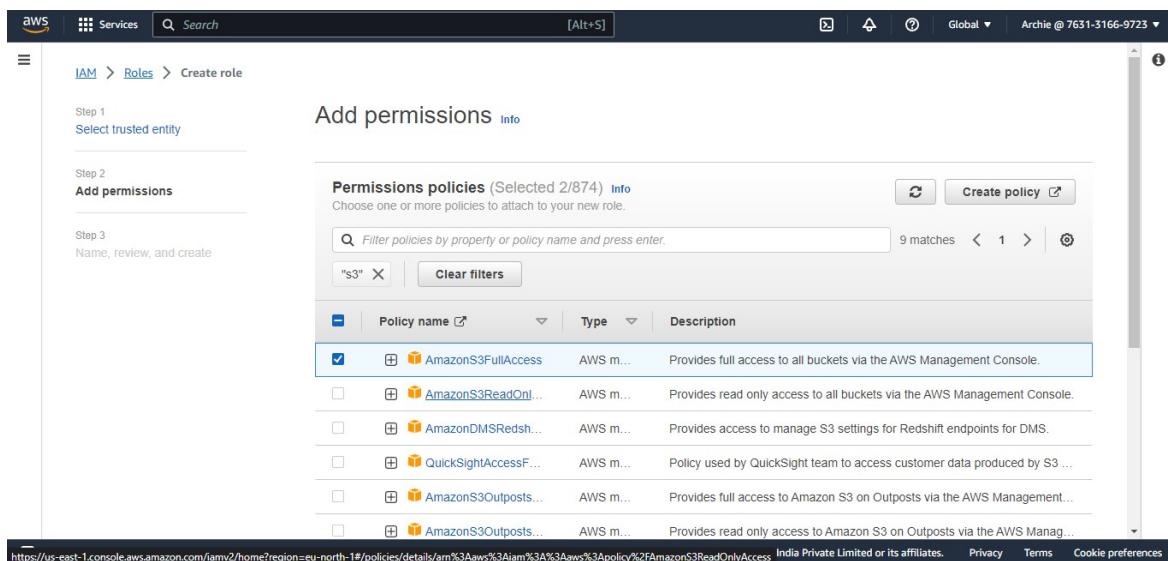 aws Services Search [Alt+S] Global ▼ Archie @ 7631-3166-9723 ▼
IAM > Roles > Create role
Step 1
Select trusted entity
Step 2
Add permissions
Step 3
Name, review, and create
Add permissions Info
Permissions policies (Selected 2/874) Info
Choose one or more policies to attach to your new role.
Create policy
Filter policies by property or policy name and press enter.
9 matches < 1 >
"s3" X Clear filters
Policy name Type Description
AmazonS3FullAccess AWS m... Provides full access to all buckets via the AWS Management Console.
AmazonS3ReadOnl... AWS m... Provides read only access to all buckets via the AWS Management Console.
AmazonDMSRedsh... AWS m... Provides access to manage S3 settings for Redshift endpoints for DMS.
QuickSightAccessF... AWS m... Policy used by QuickSight team to access customer data produced by S3 ...
AmazonS3Outposts... AWS m... Provides full access to Amazon S3 on Outposts via the AWS Management...
AmazonS3Outposts... AWS m... Provides read only access to Amazon S3 on Outposts via the AWS Manag...
https://us-east-1.console.aws.amazon.com/iamv2/home?region=eu-north-1#/policies/details/arn%3Aaws%3Aiam%3A%3Aaws%3Apolicy%2FAmazonS3ReadOnlyAccess India Private Limited or its affiliates. Privacy Terms Cookie preferences